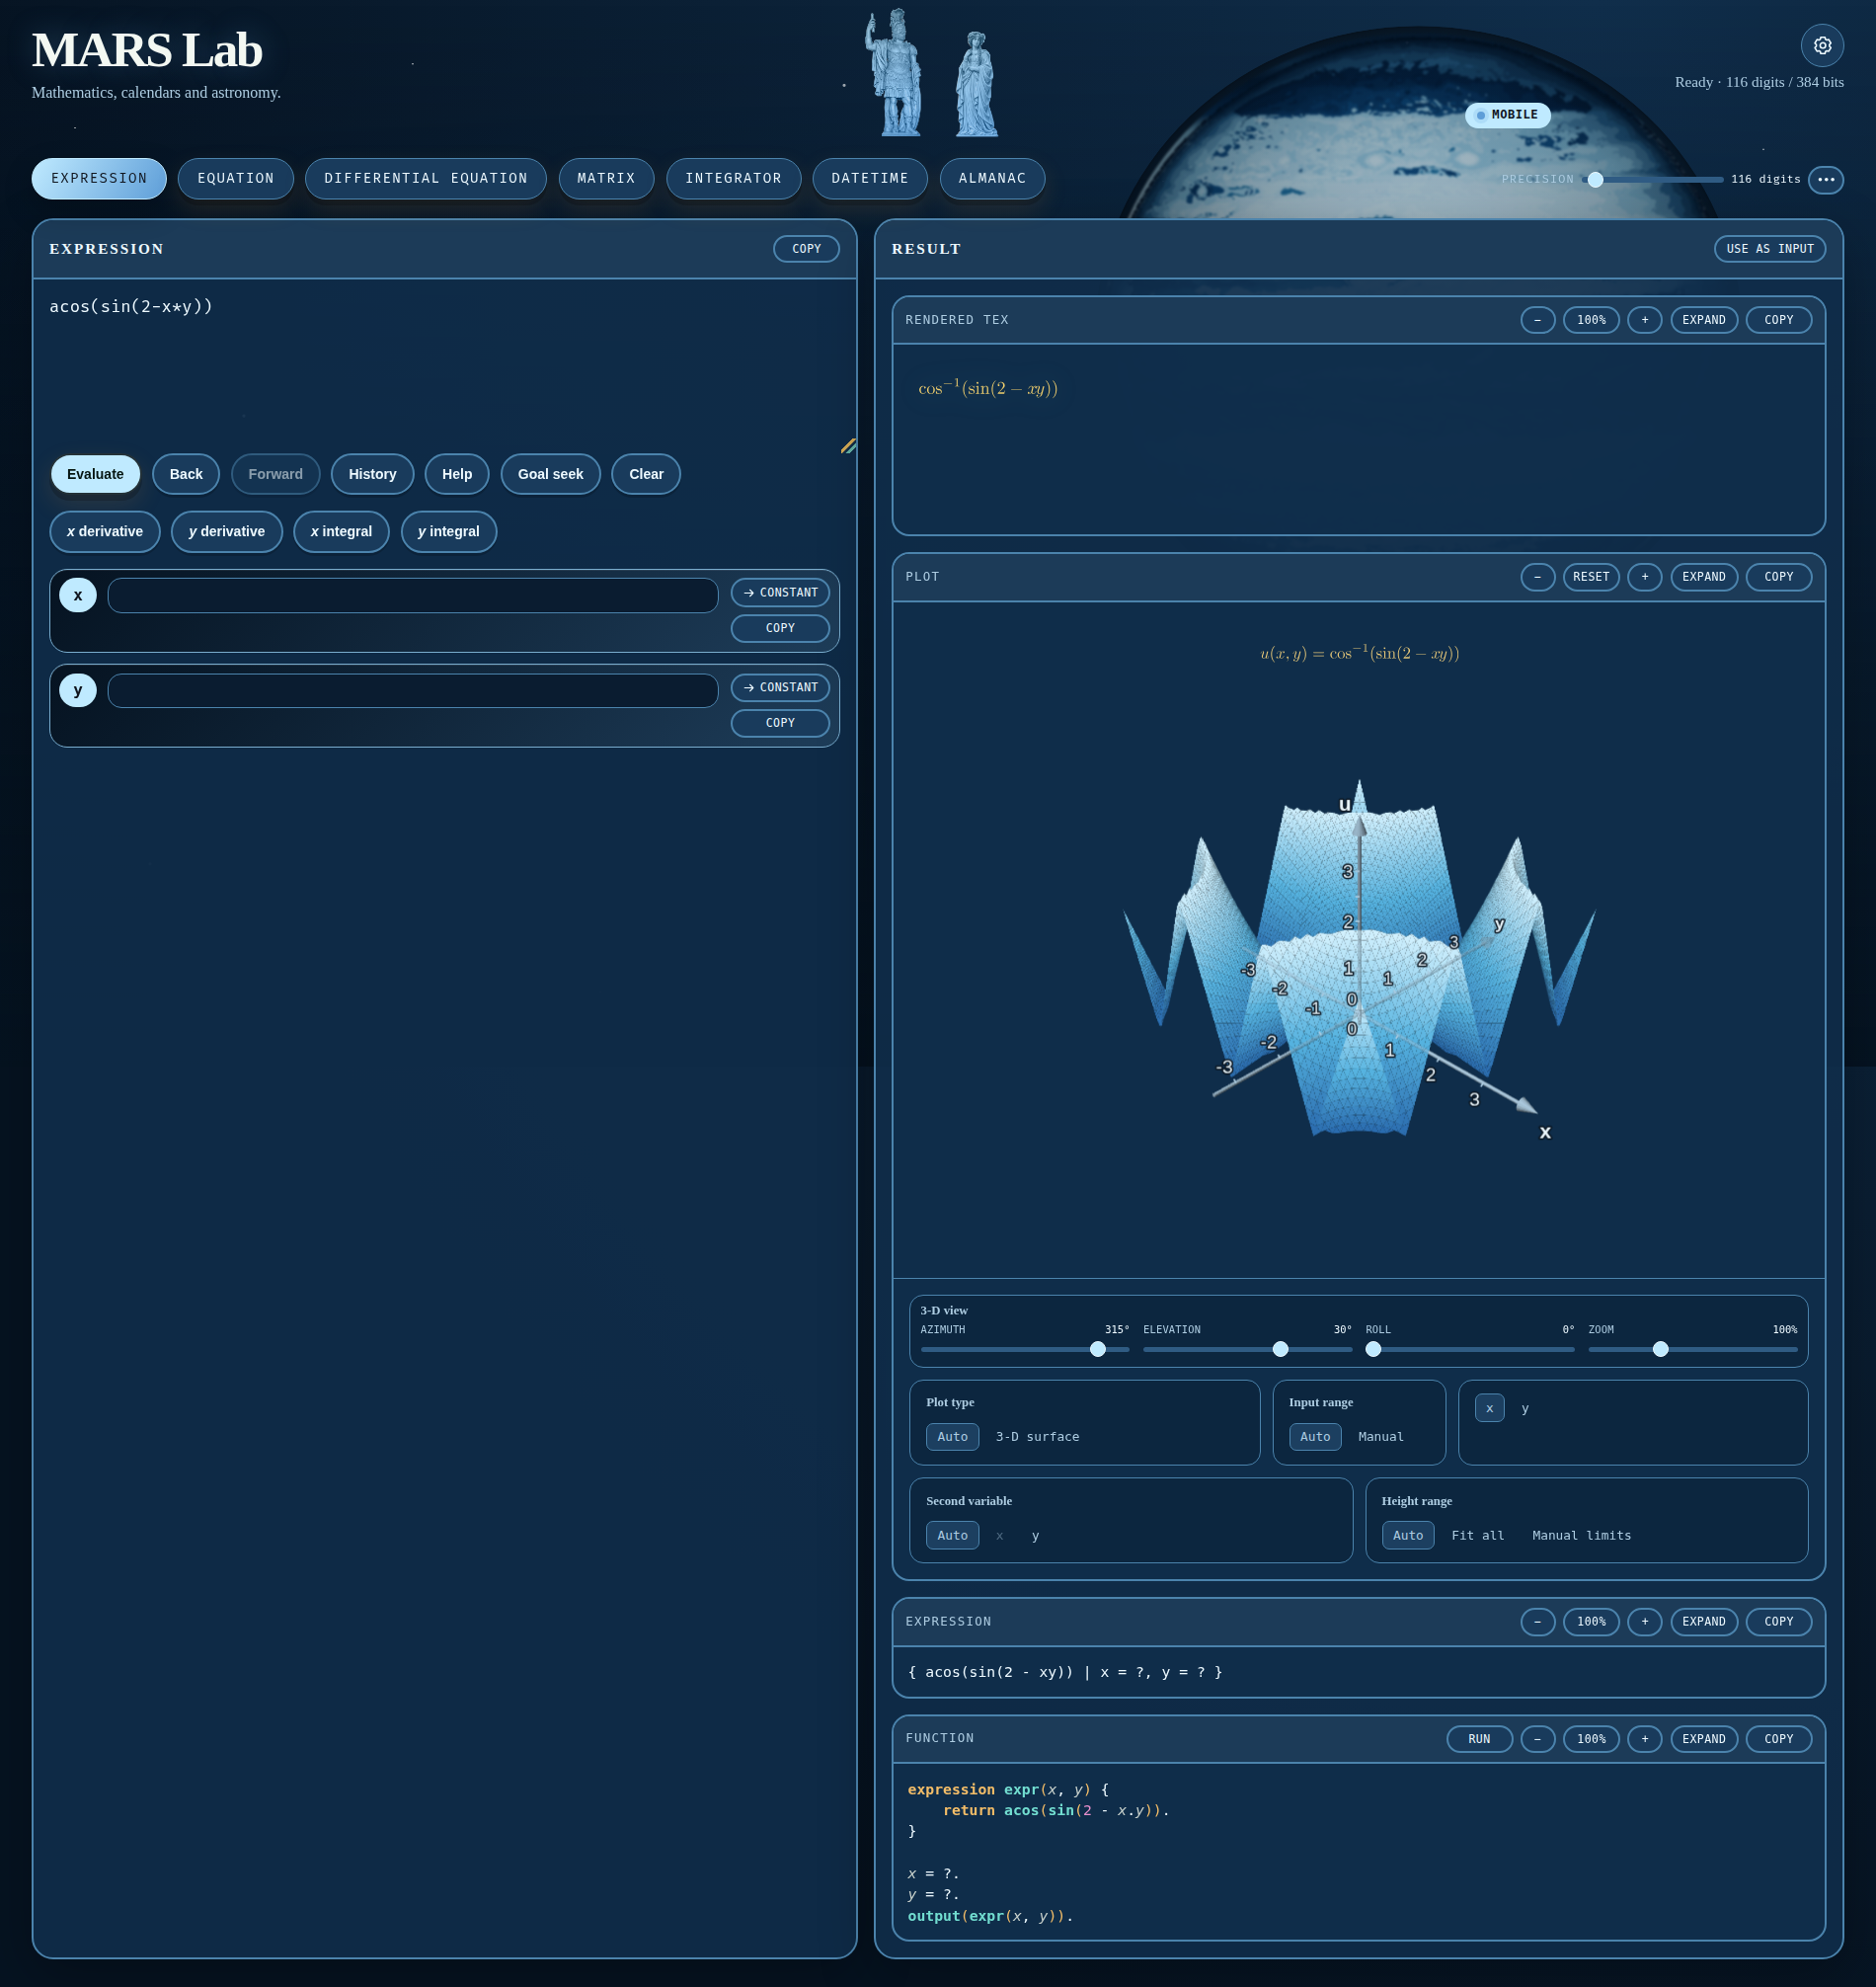 MARS Lab
Mathematics, calendars and astronomy.
Ready · 116 digits / 384 bits
MOBILE
EXPRESSION EQUATION DIFFERENTIAL EQUATION MATRIX INTEGRATOR DATETIME ALMANAC
PRECISION 116 digits
EXPRESSION COPY
acos(sin(2-x*y))
Evaluate Back Forward History Help Goal seek Clear
x derivative y derivative x integral y integral
x → CONSTANT
COPY
y → CONSTANT
COPY
RESULT USE AS INPUT
RENDERED TEX − 100% + EXPAND COPY
cos⁻¹(sin(2 − xy))
PLOT − RESET + EXPAND COPY
u(x, y) = cos⁻¹(sin(2 − xy))
u
3
2
y
3
-3 1 2
-2 1
-1 0
0
-2 1
-3 2
3
x
3-D view
AZIMUTH 315° ELEVATION 30° ROLL 0° ZOOM 100%
Plot type Input range x y
Auto 3-D surface Auto Manual
Second variable Height range
Auto x y Auto Fit all Manual limits
EXPRESSION − 100% + EXPAND COPY
{ acos(sin(2 - xy)) | x = ?, y = ? }
FUNCTION RUN − 100% + EXPAND COPY
expression expr(x, y) {
    return acos(sin(2 - x.y)).
}
x = ?.
y = ?.
output(expr(x, y)).